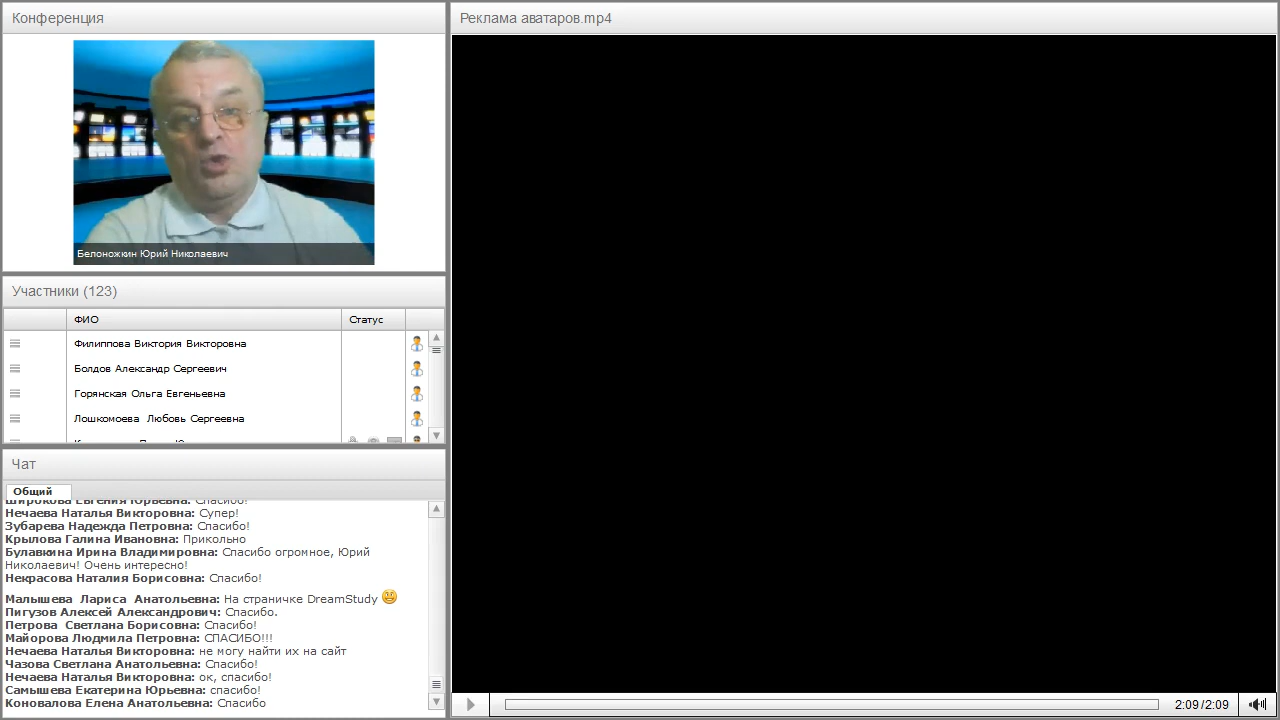 Конференция
Реклама аватаров.mp4
Белоножкин Юрий Николаевич
Участники (123)
ФИО
Статус
Филиппова Виктория Викторовна
Болдов Александр Сергеевич
Горянская Ольга Евгеньевна
Лошкомоева Любовь Сергеевна
Чат
Общий
Широкова Евгения Юрьевна: Спасибо!
Нечаева Наталья Викторовна: Супер!
Зубарева Надежда Петровна: Спасибо!
Крылова Галина Ивановна: Прикольно
Булавкина Ирина Владимировна: Спасибо огромное, Юрий
Николаевич! Очень интересно!
Некрасова Наталия Борисовна: Спасибо!
Малышева Лариса Анатольевна: На страничке DreamStudy
Пигузов Алексей Александрович: Спасибо.
Петрова Светлана Борисовна: Спасибо!
Майорова Людмила Петровна: СПАСИБО!!!
Нечаева Наталья Викторовна: не могу найти их на сайт
Чазова Светлана Анатольевна: Спасибо!
Нечаева Наталья Викторовна: ок, спасибо!
Самышева Екатерина Юрьевна: спасибо!
Коновалова Елена Анатольевна: Спасибо
2:09/2:09